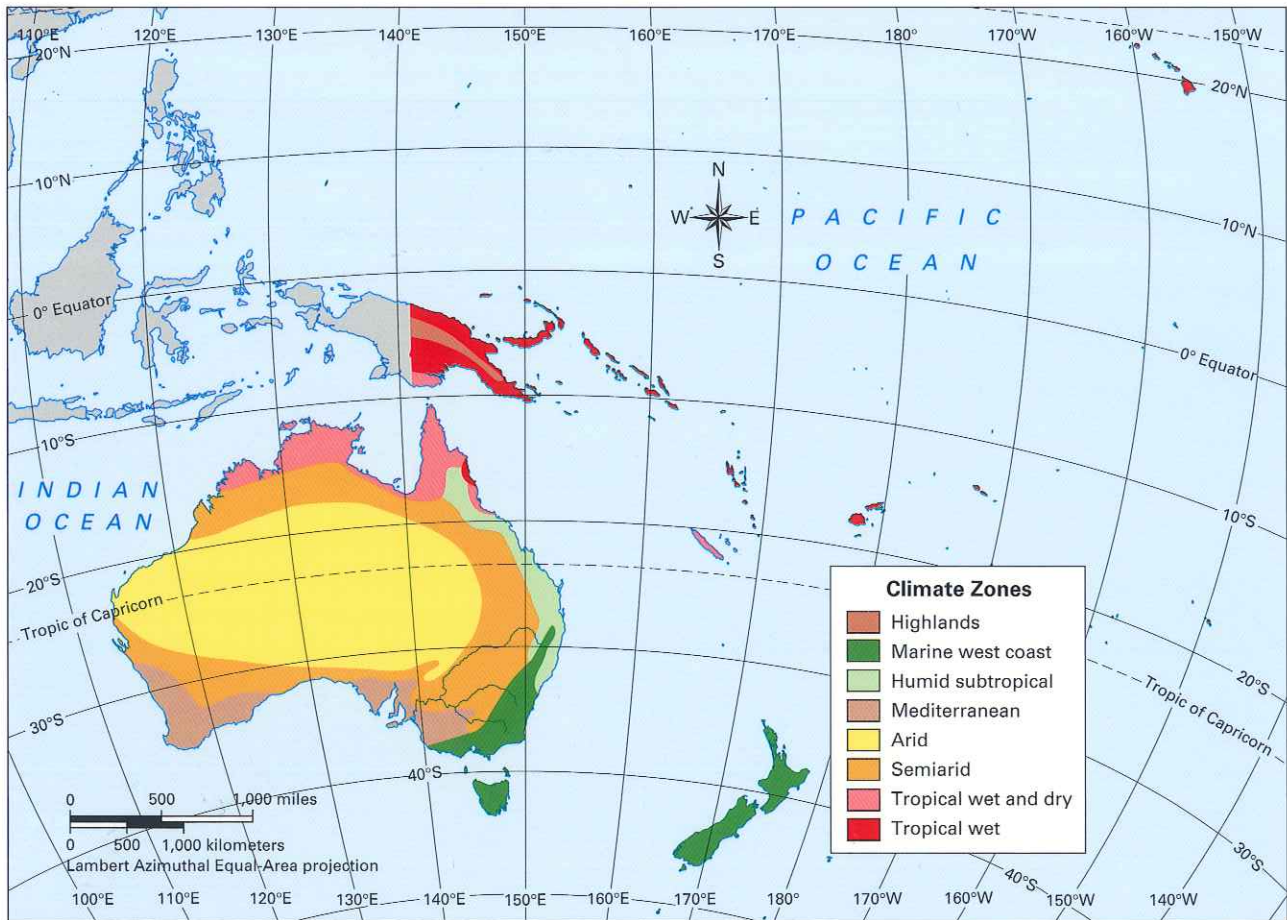 110°E 120°E 130°E 140°E 150°E 160°E 170°E 180° 170°W 160°W 150°W
20°N
20°N
10°N
N
W E
S
PACIFIC
OCEAN
10°N
0° Equator
0° Equator
10°S
INDIAN
OCEAN
10°S
20°S
Tropic of Capricorn
Climate Zones
Highlands
Marine west coast
Humid subtropical
Mediterranean
Arid
Semiarid
Tropical wet and dry
Tropical wet
20°S
Tropic of Capricorn
30°S
40°S
0 500 1,000 miles
0 500 1,000 kilometers
Lambert Azimuthal Equal-Area projection
30°S
40°S
100°E 110°E 120°E 130°E 140°E 150°E 160°E 170°E 180° 170°W 160°W 150°W